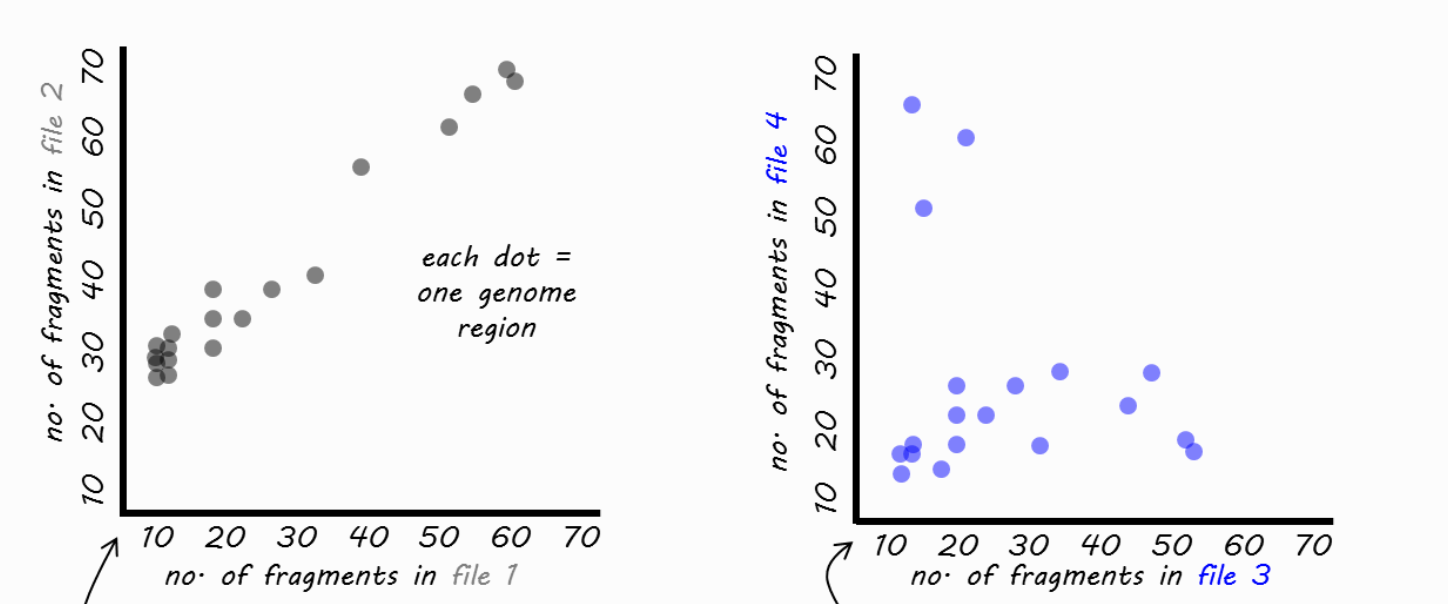 no. of fragments in file 2
70
60
50
40
30
20
10
each dot =
one genome
region
10 20 30 40 50 60 70
no. of fragments in file 1
no. of fragments in file 4
70
60
50
40
30
20
10
10 20 30 40 50 60 70
no. of fragments in file 3